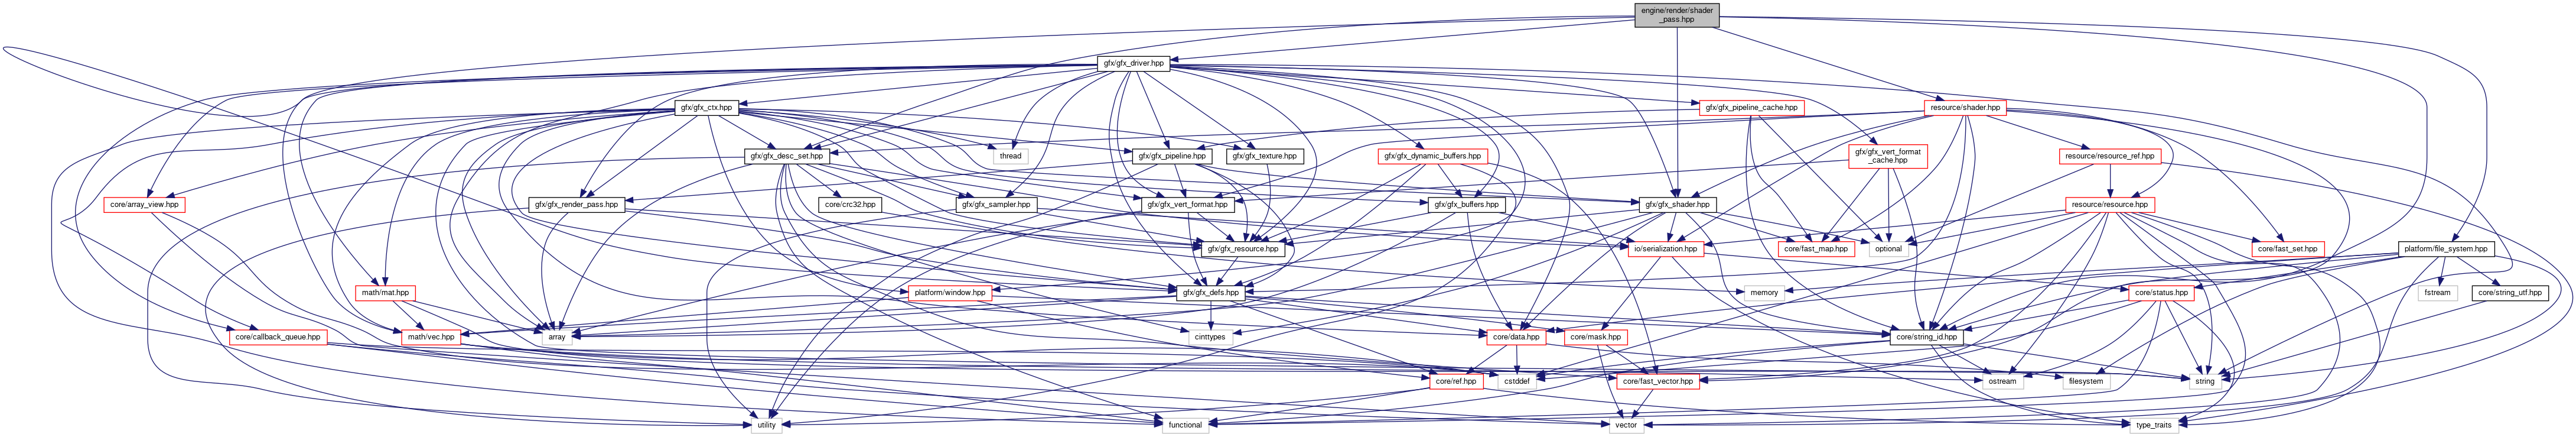 engine/render/shader
_pass.hpp
gfx/gfx_driver.hpp
gfx/gfx_ctx.hpp
gfx/gfx_pipeline_cache.hpp
resource/shader.hpp
gfx/gfx_desc_set.hpp
thread
gfx/gfx_pipeline.hpp
gfx/gfx_texture.hpp
gfx/gfx_dynamic_buffers.hpp
gfx/gfx_vert_format
_cache.hpp
resource/resource_ref.hpp
core/array_view.hpp
gfx/gfx_render_pass.hpp
core/crc32.hpp
gfx/gfx_sampler.hpp
gfx/gfx_vert_format.hpp
gfx/gfx_buffers.hpp
gfx/gfx_shader.hpp
resource/resource.hpp
gfx/gfx_resource.hpp
io/serialization.hpp
core/fast_map.hpp
optional
core/fast_set.hpp
platform/file_system.hpp
math/mat.hpp
platform/window.hpp
gfx/gfx_defs.hpp
memory
core/status.hpp
fstream
core/string_utf.hpp
core/callback_queue.hpp
math/vec.hpp
array
cinttypes
core/data.hpp
core/mask.hpp
core/string_id.hpp
core/ref.hpp
cstddef
core/fast_vector.hpp
ostream
filesystem
string
utility
functional
vector
type_traits